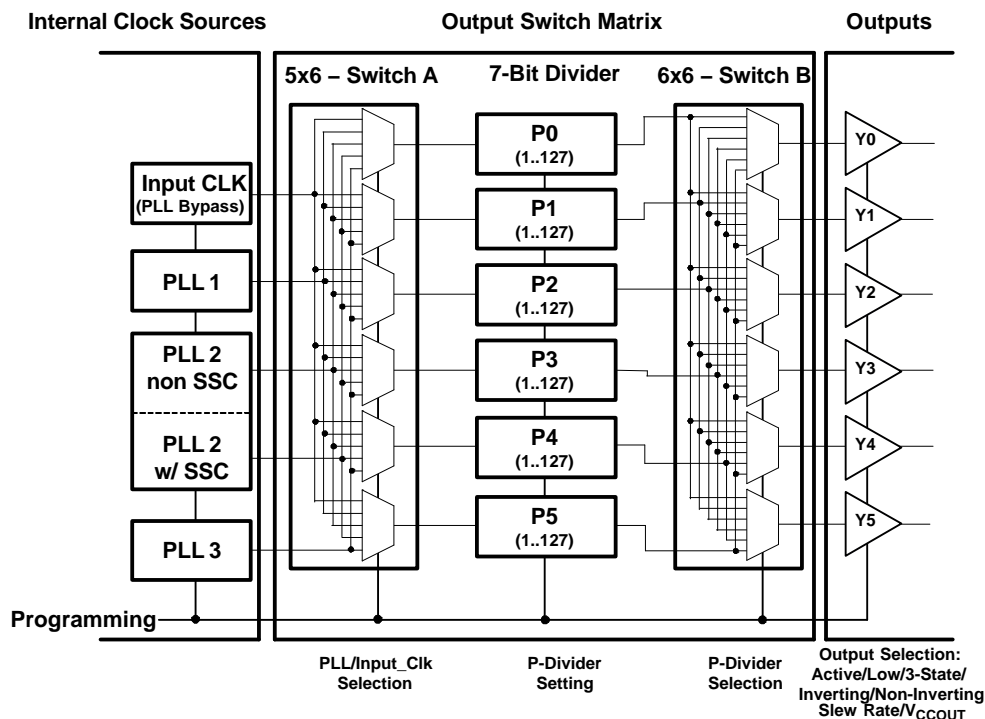 Internal Clock Sources
Output Switch Matrix
Outputs
5x6 – Switch A
7-Bit Divider
6x6 – Switch B
Input CLK
(PLL Bypass)
PLL 1
PLL 2
non SSC
PLL 2
w/ SSC
PLL 3
P0
(1..127)
P1
(1..127)
P2
(1..127)
P3
(1..127)
P4
(1..127)
P5
(1..127)
Y0
Y1
Y2
Y3
Y4
Y5
Programming
PLL/Input_Clk
Selection
P-Divider
Setting
P-Divider
Selection
Output Selection:
Active/Low/3-State/
Inverting/Non-Inverting
Slew Rate/VCCOUT